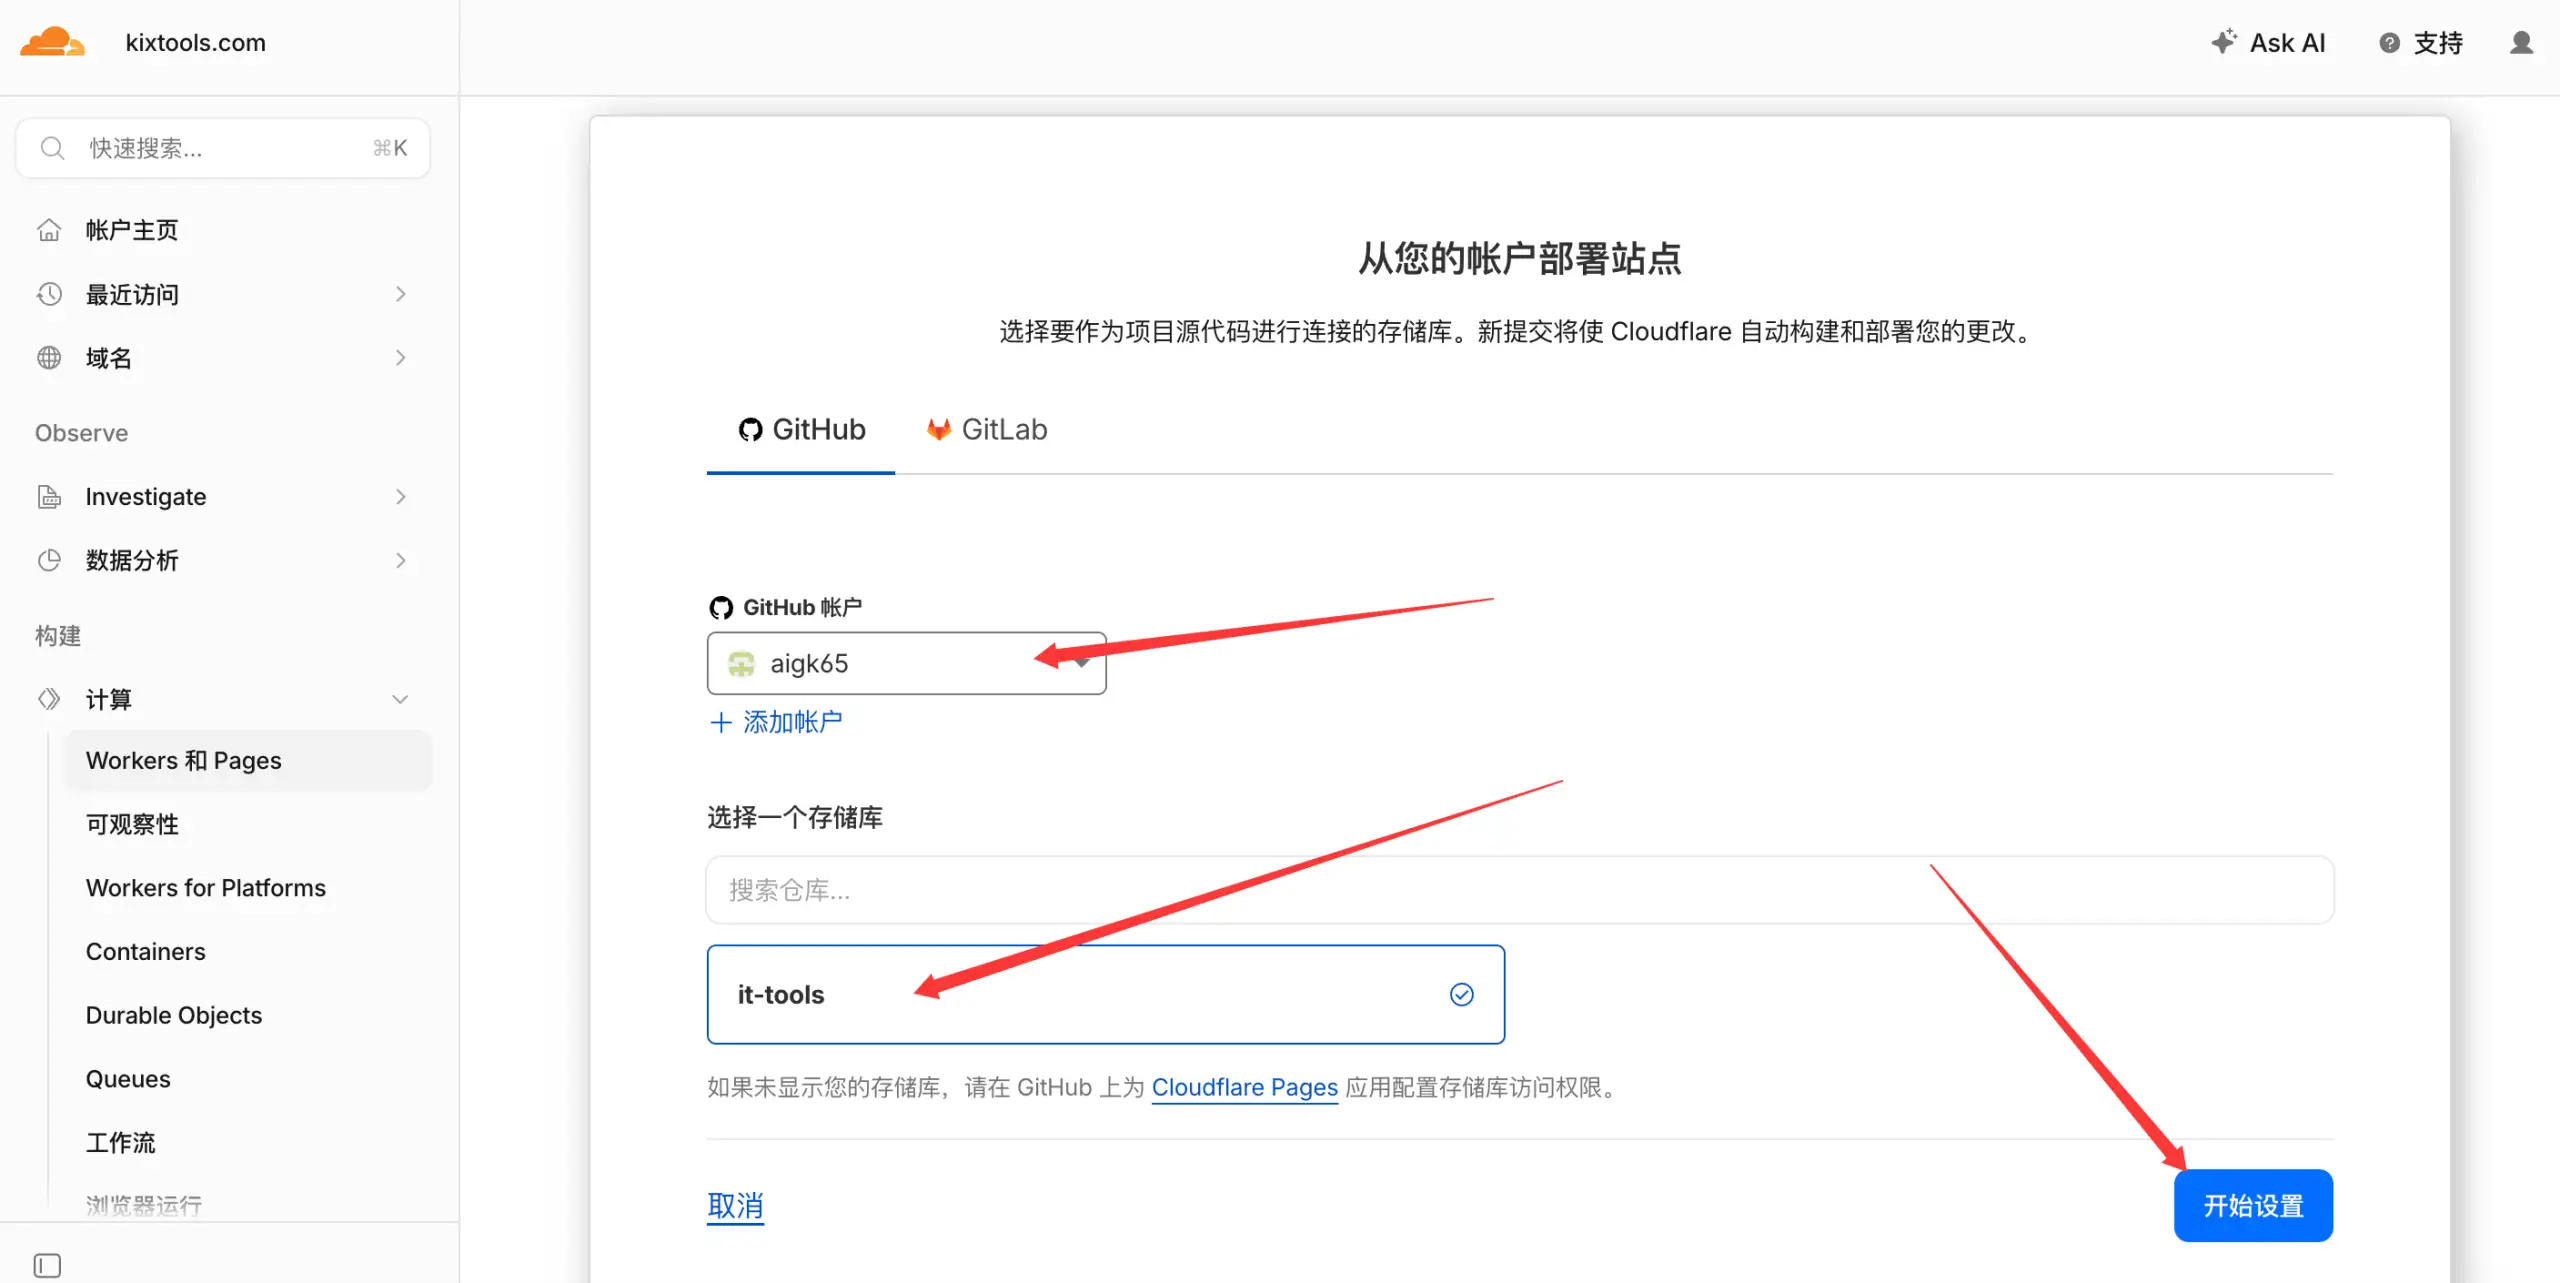 kixtools.com
Ask AI
支持
快速搜索...
⌘K
帐户主页
最近访问
域名
Observe
Investigate
数据分析
构建
计算
Workers 和 Pages
可观察性
Workers for Platforms
Containers
Durable Objects
Queues
工作流
浏览器运行
从您的帐户部署站点
选择要作为项目源代码进行连接的存储库。新提交将使 Cloudflare 自动构建和部署您的更改。
GitHub
GitLab
GitHub 帐户
aigk65
添加帐户
选择一个存储库
搜索仓库...
it-tools
如果未显示您的存储库，请在 GitHub 上为 Cloudflare Pages 应用配置存储库访问权限。
取消
开始设置